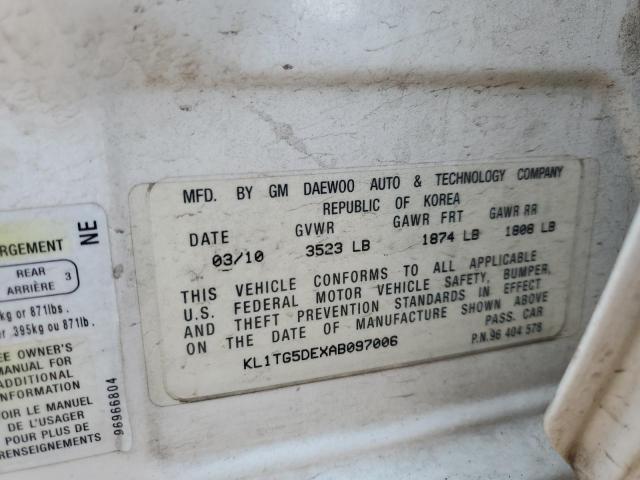 MFD. BY GM DAEWOO AUTO & TECHNOLOGY COMPANY
REPUBLIC OF KOREA
DATE GVWR GAWR FRT GAWR RR
03/10 3523 LB 1874 LB 1808 LB
THIS VEHICLE CONFORMS TO ALL APPLICABLE
U.S. FEDERAL MOTOR VEHICLE SAFETY, BUMPER,
AND THEFT PREVENTION STANDARDS IN EFFECT
ON THE DATE OF MANUFACTURE SHOWN ABOVE
PASS. CAR
KL1TG5DEXAB097006 P.N.96 404 578
NE
REAR 3
ARRIÈRE
kg or 871lbs.
395kg ou 871lb.
OWNER'S
MANUAL FOR
ADDITIONAL
INFORMATION
LE MANUEL
DE L'USAGER
POUR PLUS DE
RENSEIGNEMENTS
96966804